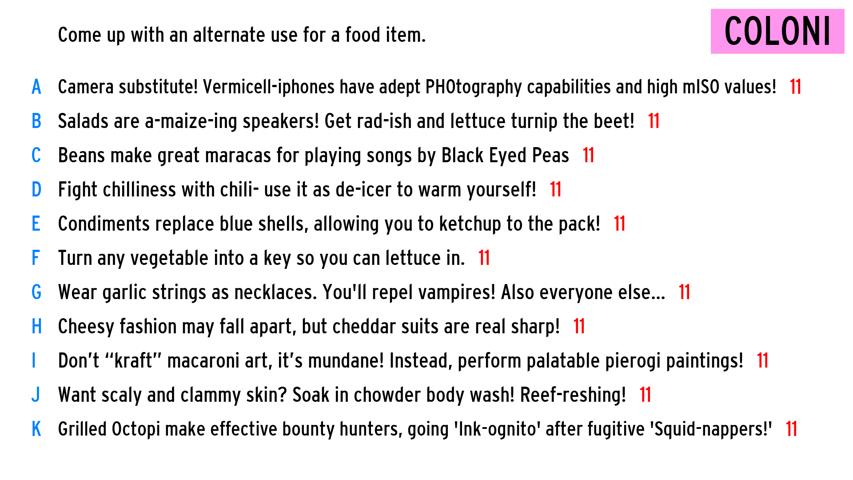 Come up with an alternate use for a food item.
COLONI
A Camera substitute! Vermicell-iphones have adept PHOtography capabilities and high mISO values! 11
B Salads are a-maize-ing speakers! Get rad-ish and lettuce turnip the beet! 11
C Beans make great maracas for playing songs by Black Eyed Peas 11
D Fight chilliness with chili- use it as de-icer to warm yourself! 11
E Condiments replace blue shells, allowing you to ketchup to the pack! 11
F Turn any vegetable into a key so you can lettuce in. 11
G Wear garlic strings as necklaces. You'll repel vampires! Also everyone else... 11
H Cheesy fashion may fall apart, but cheddar suits are real sharp! 11
I Don’t “kraft” macaroni art, it’s mundane! Instead, perform palatable pierogi paintings! 11
J Want scaly and clammy skin? Soak in chowder body wash! Reef-reshing! 11
K Grilled Octopi make effective bounty hunters, going 'Ink-ognito' after fugitive 'Squid-nappers!' 11